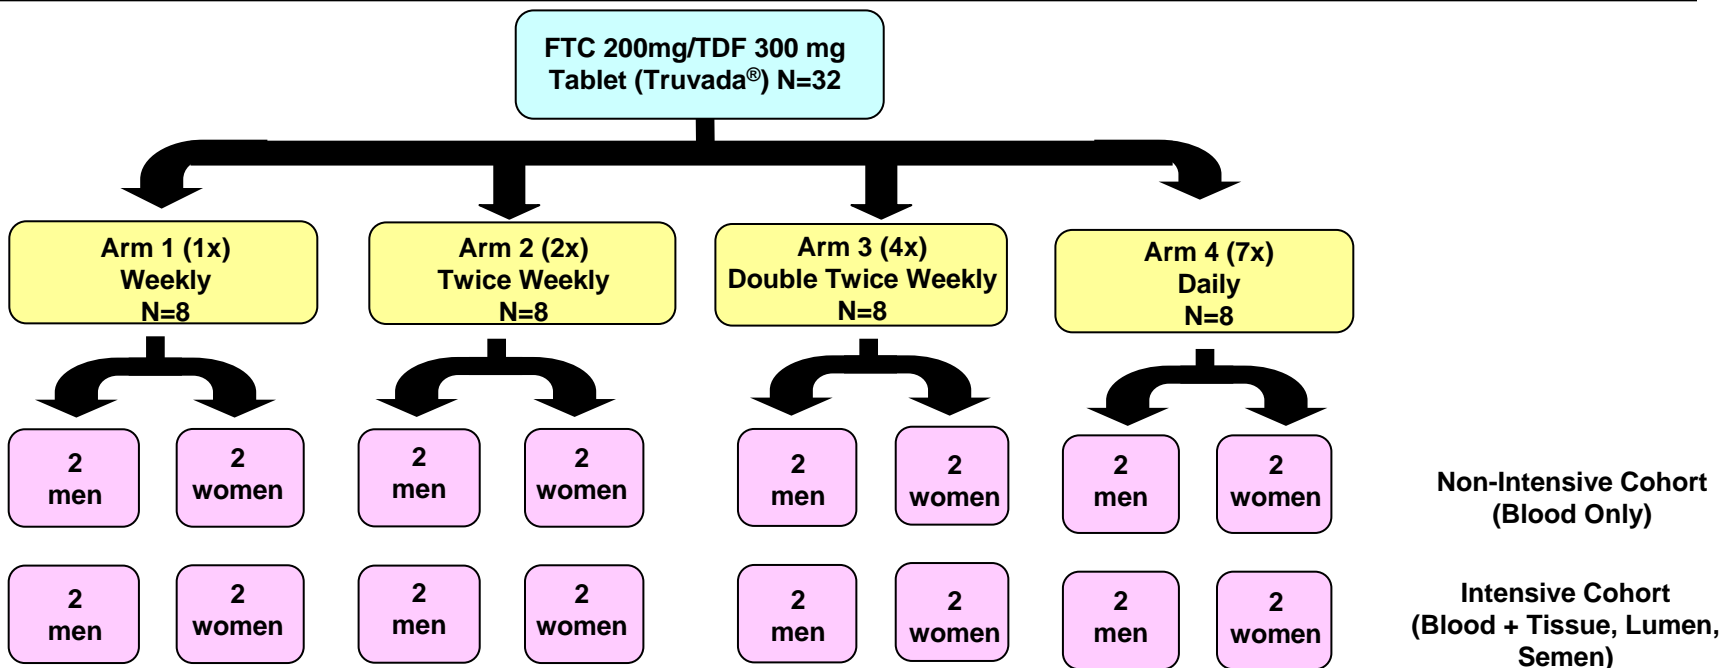 FTC 200mg/TDF 300 mg
Tablet (Truvada®) N=32
Arm 1 (1x)
Weekly
N=8
Arm 2 (2x)
Twice Weekly
N=8
Arm 3 (4x)
Double Twice Weekly
N=8
Arm 4 (7x)
Daily
N=8
2
men
2
women
2
men
2
women
2
men
2
women
2
men
2
women
Non-Intensive Cohort
(Blood Only)
2
men
2
women
2
men
2
women
2
men
2
women
2
men
2
women
Intensive Cohort
(Blood + Tissue, Lumen,
Semen)